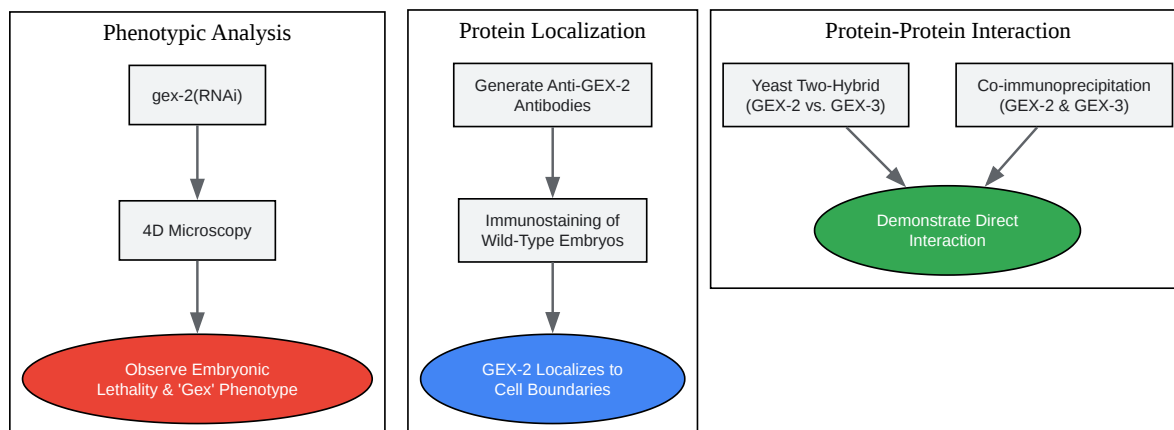 Phenotypic Analysis
gex-2(RNAi)
4D Microscopy
Observe Embryonic
Lethality & 'Gex' Phenotype
Protein Localization
Generate Anti-GEX-2
Antibodies
Immunostaining of
Wild-Type Embryos
GEX-2 Localizes to
Cell Boundaries
Protein-Protein Interaction
Yeast Two-Hybrid
(GEX-2 vs. GEX-3)
Co-immunoprecipitation
(GEX-2 & GEX-3)
Demonstrate Direct
Interaction